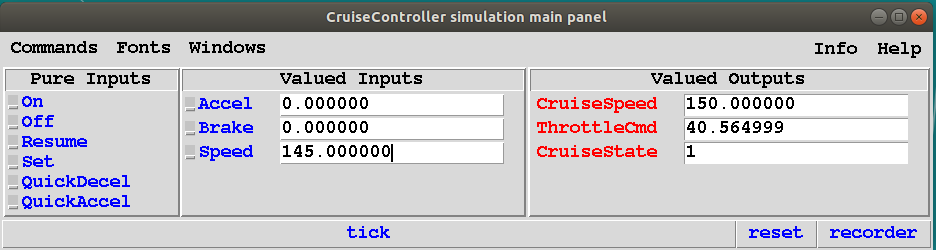 CruiseController simulation main panel
Commands Fonts Windows Info Help
Pure Inputs Valued Inputs Valued Outputs
On Accel 0.000000 CruiseSpeed 150.000000
Off Brake 0.000000 ThrottleCmd 40.564999
Resume Speed 145.000000 CruiseState 1
Set
QuickDecel
QuickAccel
tick reset recorder